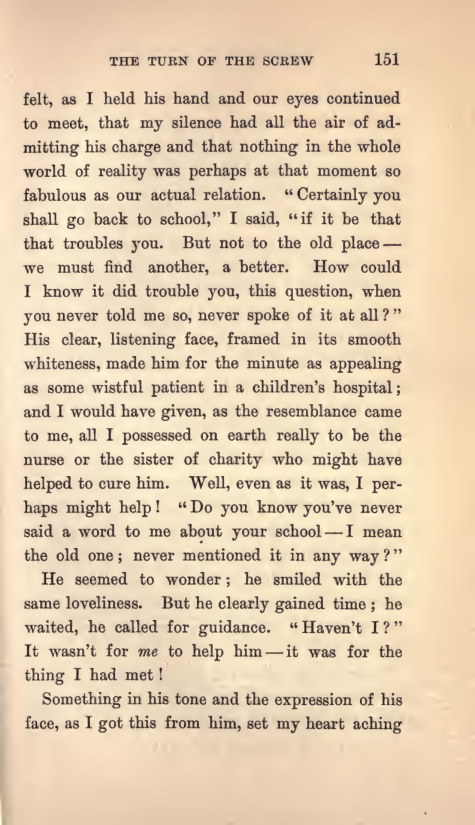 THE TURN OF THE SCREW 151
felt, as I held his hand and our eyes continued
to meet, that my silence had all the air of ad-
mitting his charge and that nothing in the whole
world of reality was perhaps at that moment so
fabulous as our actual relation. “Certainly you
shall go back to school,” I said, “if it be that
that troubles you. But not to the old place—
we must find another, a better. How could
I know it did trouble you, this question, when
you never told me so, never spoke of it at all?”
His clear, listening face, framed in its smooth
whiteness, made him for the minute as appealing
as some wistful patient in a children's hospital;
and I would have given, as the resemblance came
to me, all I possessed on earth really to be the
nurse or the sister of charity who might have
helped to cure him. Well, even as it was, I per-
haps might help! “Do you know you've never
said a word to me about your school—I mean
the old one; never mentioned it in any way?”
He seemed to wonder; he smiled with the
same loveliness. But he clearly gained time; he
waited, he called for guidance. “Haven't I?”
It wasn't for me to help him—it was for the
thing I had met!
Something in his tone and the expression of his
face, as I got this from him, set my heart aching